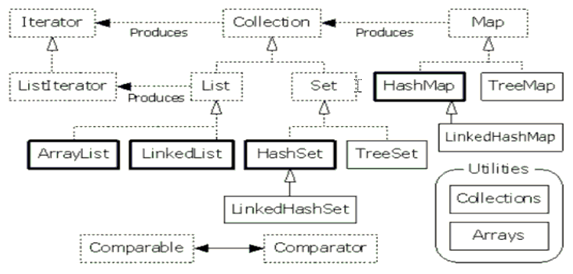 Iterator
Collection
Map
Produces
Produces
ListIterator
Produces
List
Set
HashMap
TreeMap
ArrayList
LinkedList
HashSet
TreeSet
LinkedHashMap
LinkedHashSet
Utilities
Collections
Arrays
Comparable
Comparator